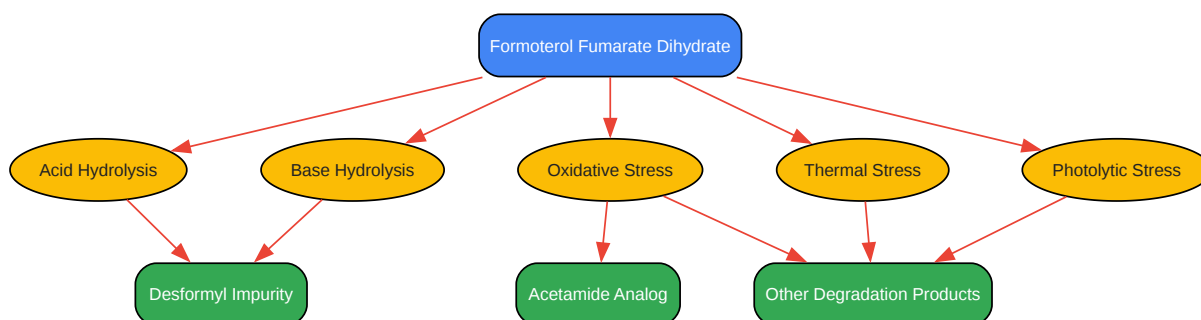 Formoterol Fumarate Dihydrate
Acid Hydrolysis
Base Hydrolysis
Oxidative Stress
Thermal Stress
Photolytic Stress
Desformyl Impurity
Acetamide Analog
Other Degradation Products